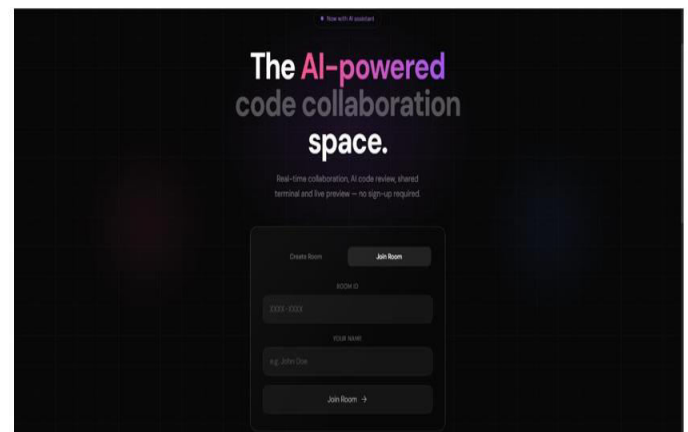 Now with AI assistant
The AI-powered
code collaboration
space.
Real-time collaboration, AI code review, shared
terminal and live preview — no sign-up required.
Create Room
Join Room
ROOM ID
XXXX-XXXX
YOUR NAME
e.g. John Doe
Join Room →